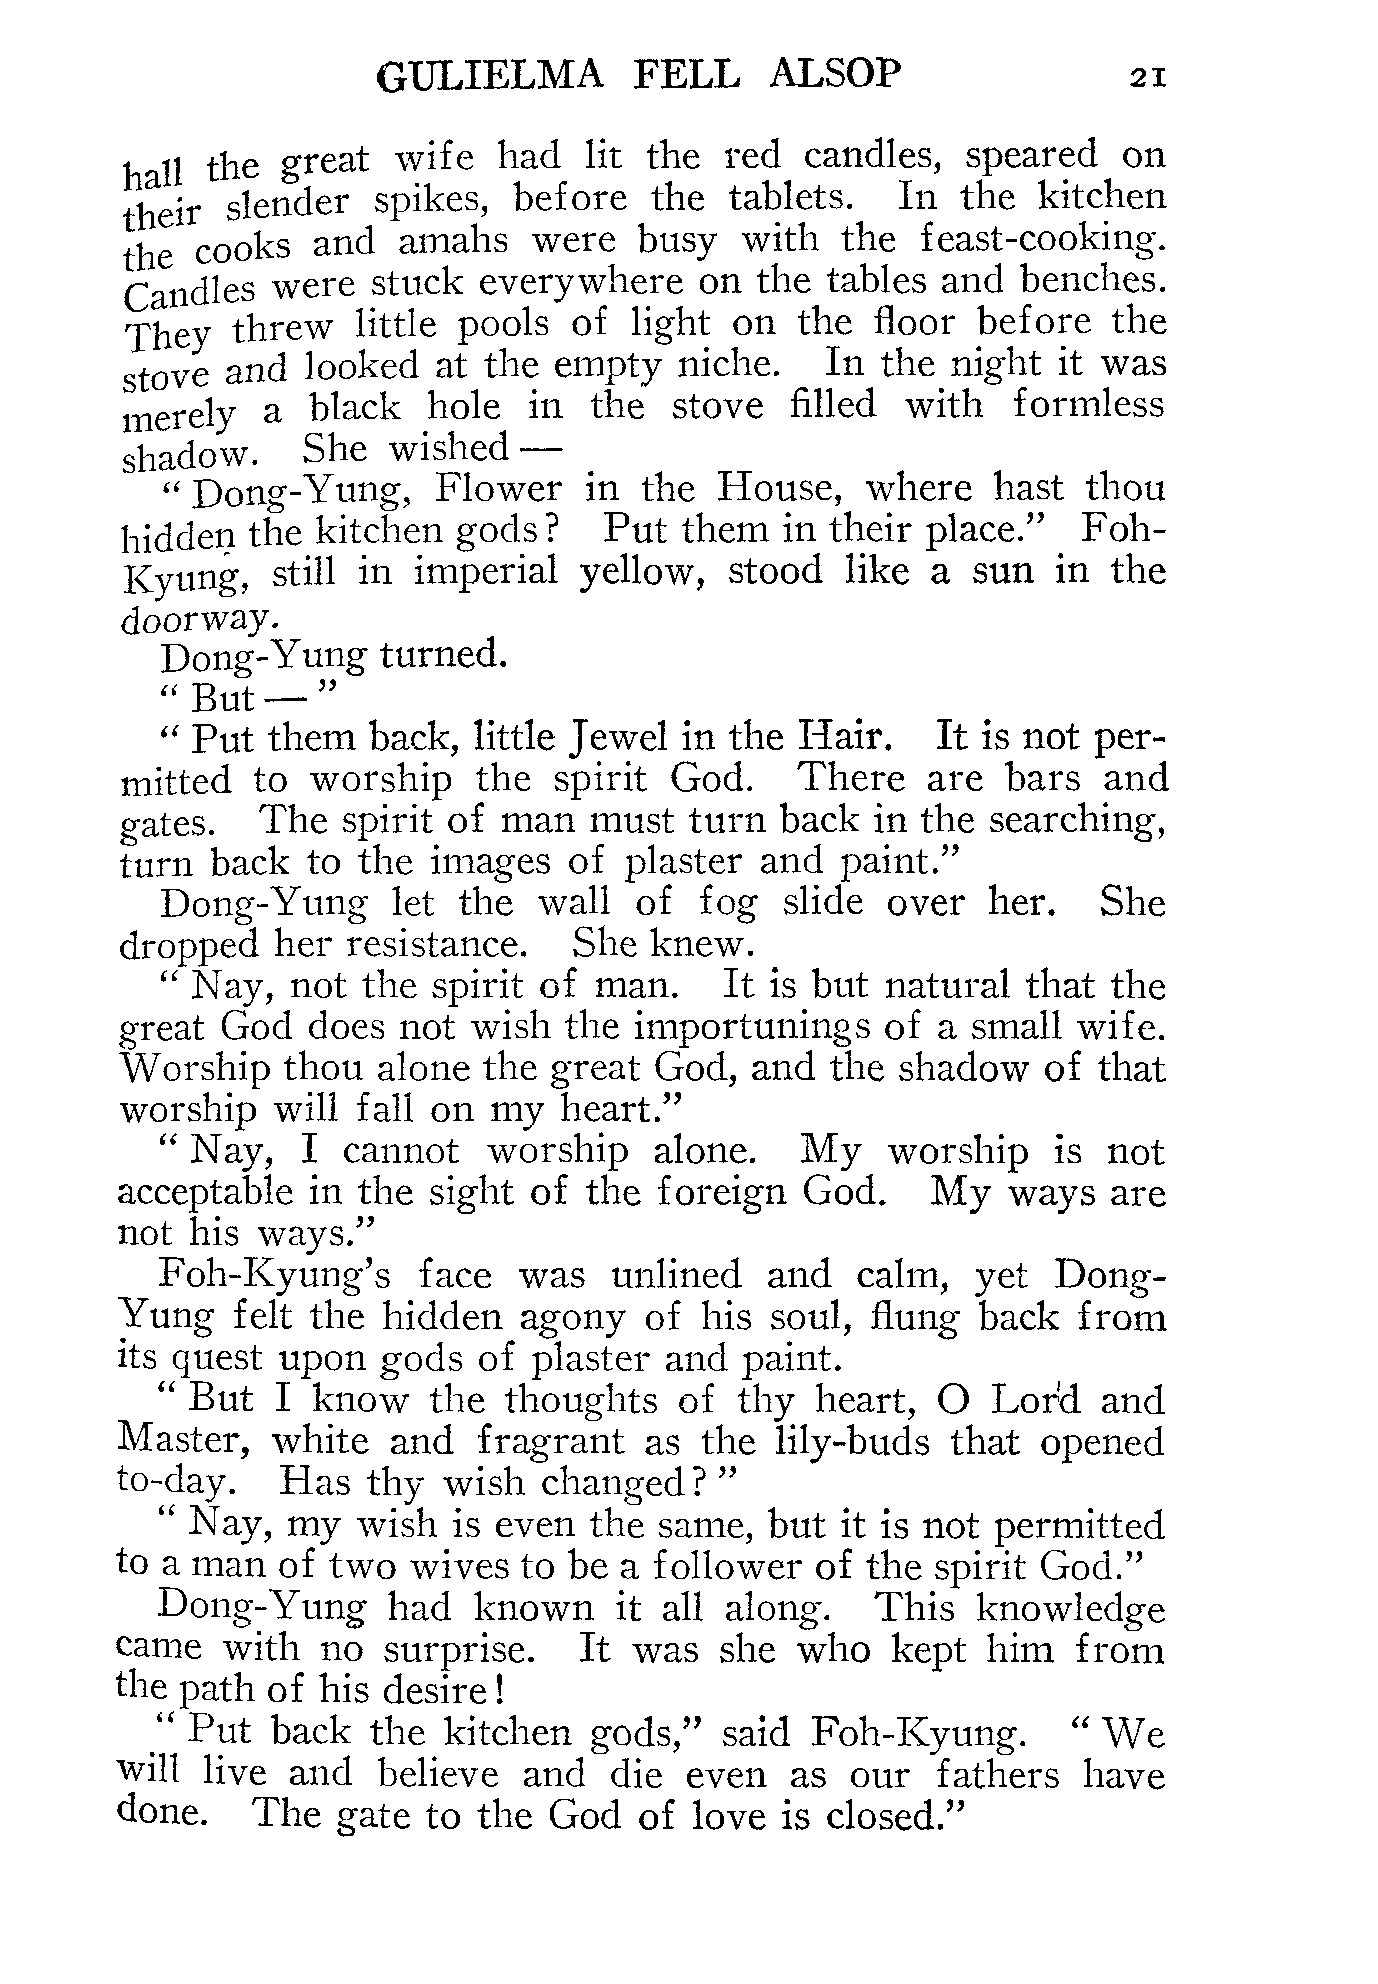 GULIELMA FELL ALSOP 21
hall the great wife had lit the red candles, speared on
their slender spikes, before the tablets. In the kitchen
the cooks and amahs were busy with the feast-cooking.
Candles were stuck everywhere on the tables and benches.
They threw little pools of light on the floor before the
stove and looked at the empty niche. In the night it was
merely a black hole in the stove filled with formless
shadow. She wished —
“ Dong-Yung, Flower in the House, where hast thou
hidden the kitchen gods? Put them in their place.” Foh-
Kyung, still in imperial yellow, stood like a sun in the
doorway.
Dong-Yung turned.
“ But — ”
“ Put them back, little Jewel in the Hair. It is not per-
mitted to worship the spirit God. There are bars and
gates. The spirit of man must turn back in the searching,
turn back to the images of plaster and paint.”
Dong-Yung let the wall of fog slide over her. She
dropped her resistance. She knew.
“ Nay, not the spirit of man. It is but natural that the
great God does not wish the importunings of a small wife.
Worship thou alone the great God, and the shadow of that
worship will fall on my heart.”
“ Nay, I cannot worship alone. My worship is not
acceptable in the sight of the foreign God. My ways are
not his ways.”
Foh-Kyung’s face was unlined and calm, yet Dong-
Yung felt the hidden agony of his soul, flung back from
its quest upon gods of plaster and paint.
“ But I know the thoughts of thy heart, O Lord and
Master, white and fragrant as the lily-buds that opened
to-day. Has thy wish changed? ”
“ Nay, my wish is even the same, but it is not permitted
to a man of two wives to be a follower of the spirit God.”
Dong-Yung had known it all along. This knowledge
came with no surprise. It was she who kept him from
the path of his desire!
“ Put back the kitchen gods,” said Foh-Kyung. “ We
will live and believe and die even as our fathers have
done. The gate to the God of love is closed.”